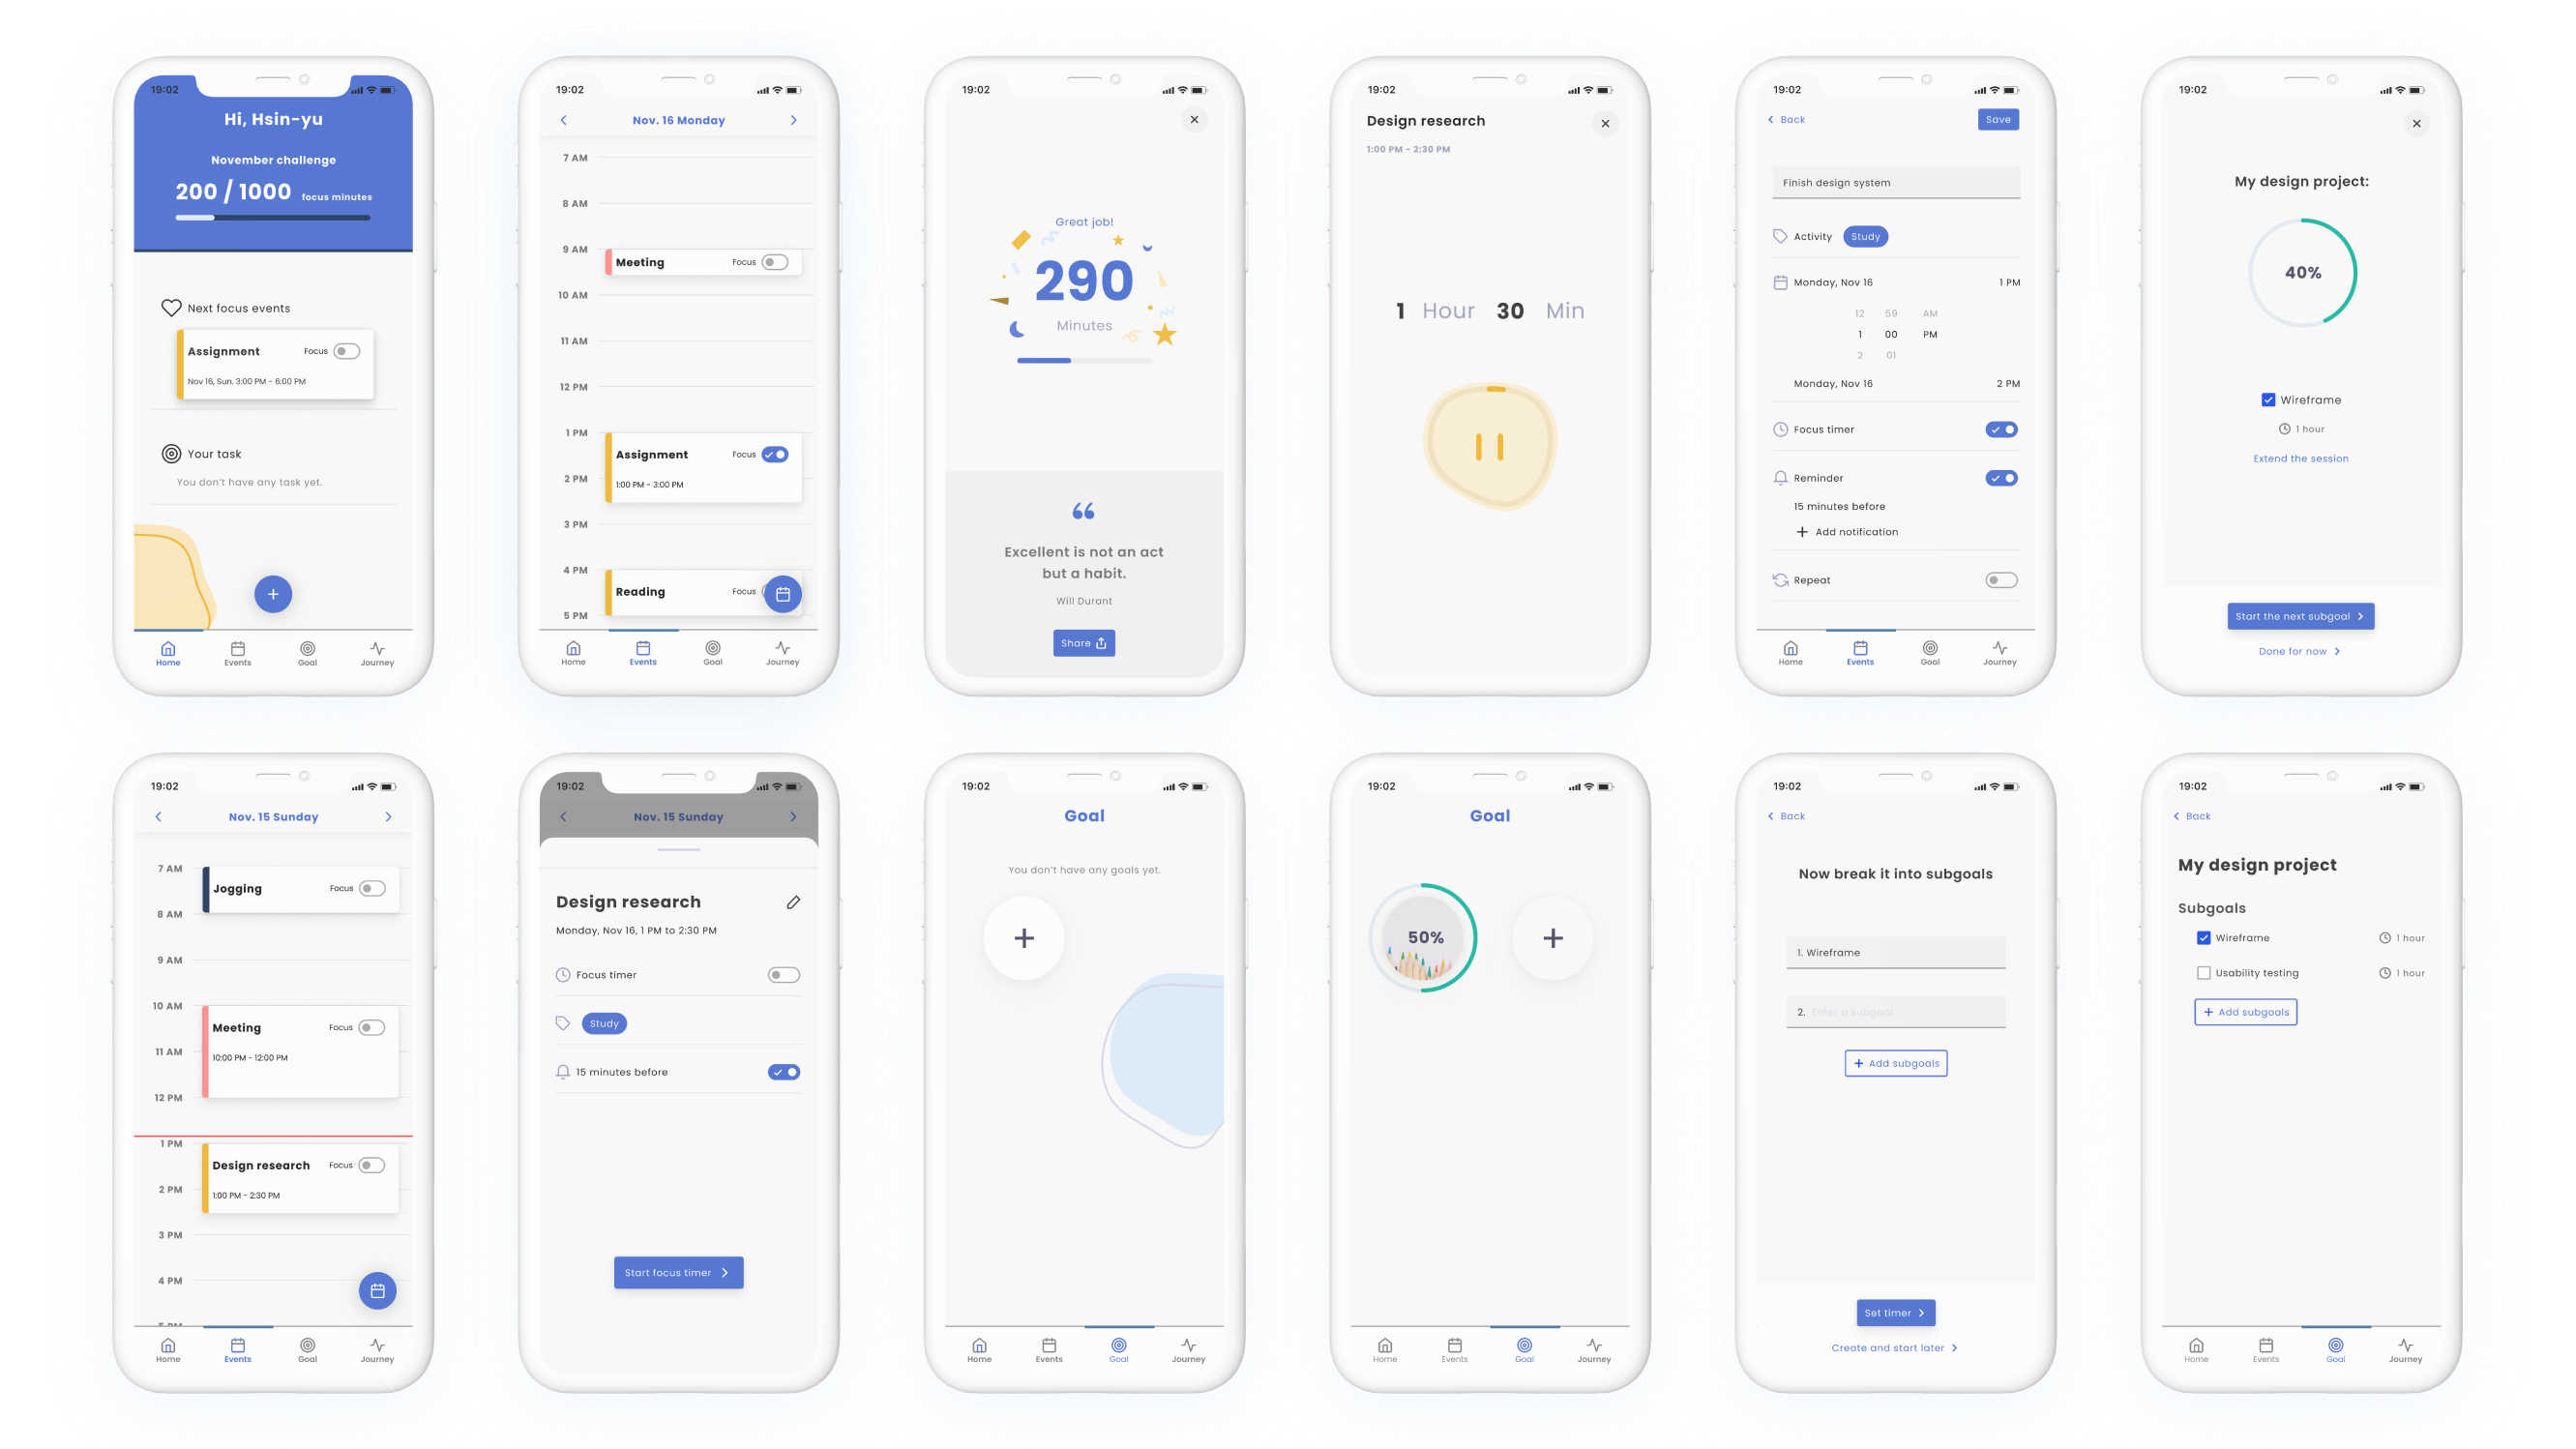 19:02
Hi, Hsin-yu
November challenge
200 / 1000 focus minutes
Next focus events
Assignment Focus
Nov 16, Sun. 3:00 PM - 6:00 PM
Your task
You don't have any task yet.
Home Events Goal Journey
19:02
Nov. 16 Monday
7 AM
8 AM
9 AM
Meeting Focus
10 AM
11 AM
12 PM
1 PM
Assignment Focus
2 PM
1:00 PM - 3:00 PM
3 PM
4 PM
Reading Focus
5 PM
Home Events Goal Journey
19:02
Great job!
290
Minutes
“
Excellent is not an act
but a habit.
Will Durant
Share
19:02
Design research
1:00 PM - 2:30 PM
1 Hour 30 Min
19:02
Back Save
Finish design system
Activity Study
Monday, Nov 16 1 PM
12 59 AM
1 00 PM
2 01
Monday, Nov 16 2 PM
Focus timer
Reminder
15 minutes before
Add notification
Repeat
Home Events Goal Journey
19:02
My design project:
40%
Wireframe
1 hour
Extend the session
Start the next subgoal
Done for now
19:02
Nov. 15 Sunday
7 AM
Jogging Focus
8 AM
9 AM
10 AM
Meeting Focus
11 AM
10:00 PM - 12:00 PM
12 PM
1 PM
Design research Focus
2 PM
1:00 PM - 2:30 PM
3 PM
4 PM
5 PM
Home Events Goal Journey
19:02
Nov. 15 Sunday
Design research
Monday, Nov 16, 1 PM to 2:30 PM
Focus timer
Study
15 minutes before
Start focus timer
19:02
Goal
You don't have any goals yet.
Home Events Goal Journey
19:02
Goal
50%
Home Events Goal Journey
19:02
Back
Now break it into subgoals
1. Wireframe
2. Enter a subgoal
Add subgoals
Set timer
Create and start later
19:02
Back
My design project
Subgoals
Wireframe 1 hour
Usability testing 1 hour
Add subgoals
Home Events Goal Journey